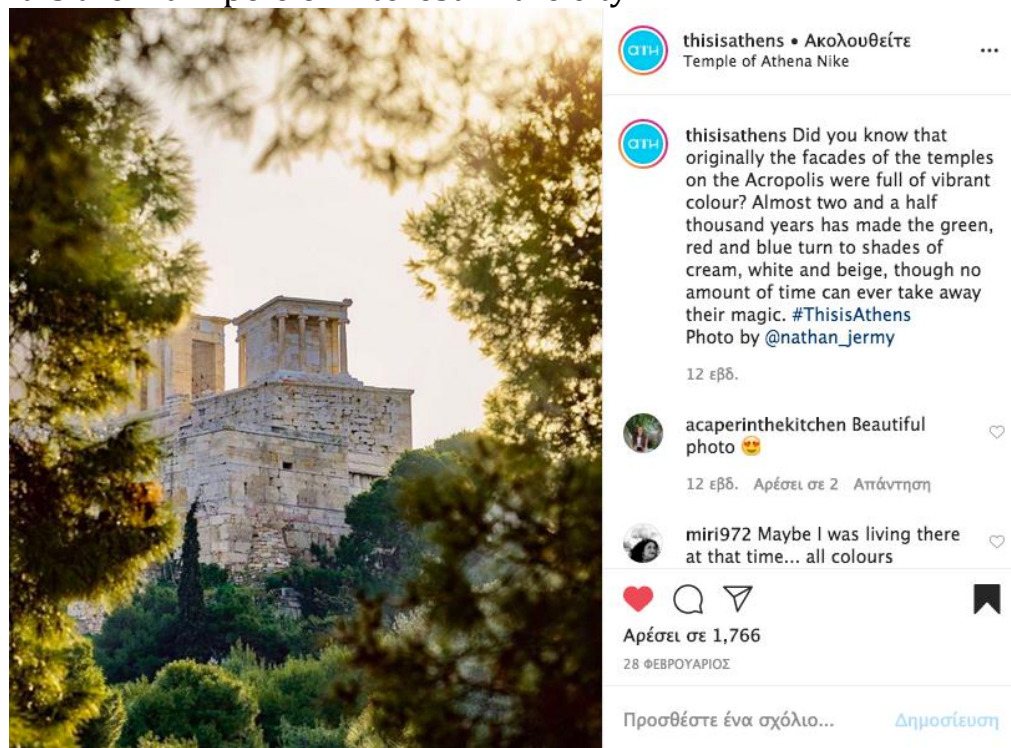 thisisathens • Ακολουθείτε
Temple of Athena Nike
thisisathens Did you know that
originally the facades of the temples
on the Acropolis were full of vibrant
colour? Almost two and a half
thousand years has made the green,
red and blue turn to shades of
cream, white and beige, though no
amount of time can ever take away
their magic. #ThisisAthens
Photo by @nathan_jermy
12 εβδ.
acaperinthekitchen Beautiful
photo 😍
12 εβδ. Αρέσει σε 2 Απάντηση
miri972 Maybe I was living there
at that time... all colours
Αρέσει σε 1,766
28 ΦΕΒΡΟΥΑΡΙΟΣ
Προσθέστε ένα σχόλιο... Δημοσίευση